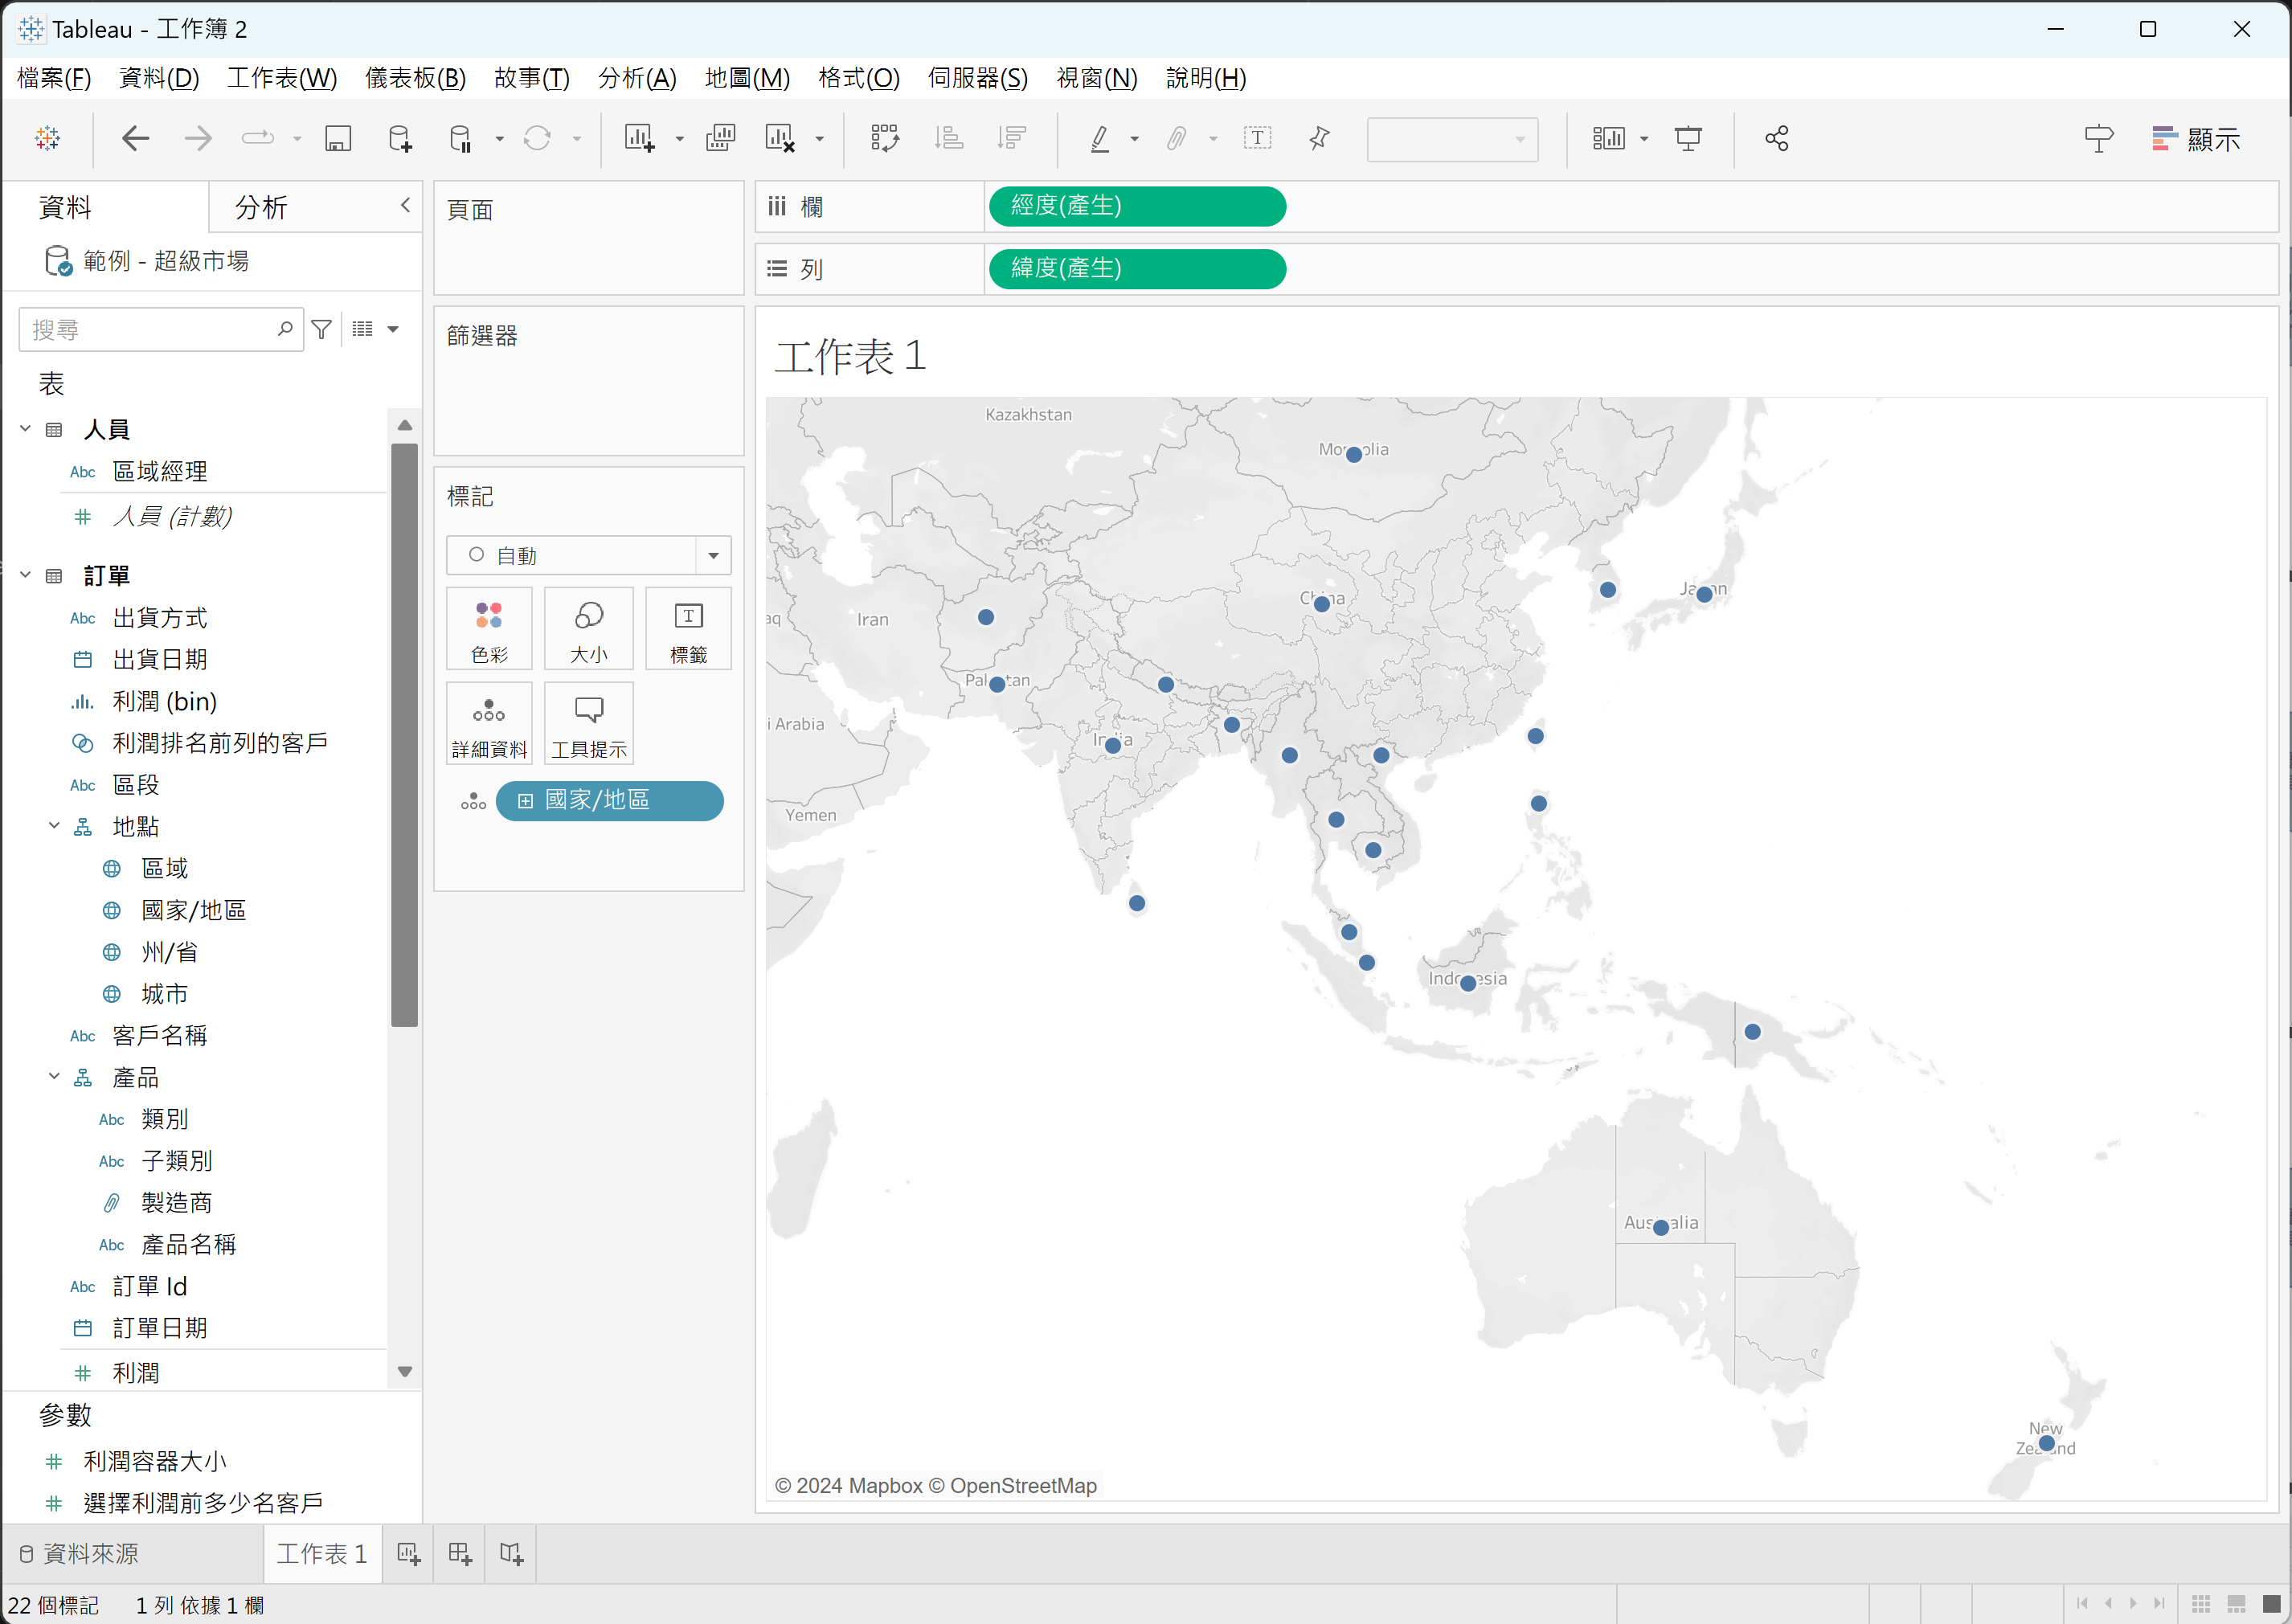 Tableau - 工作簿 2
檔案(F) 資料(D) 工作表(W) 儀表板(B) 故事(T) 分析(A) 地圖(M) 格式(O) 伺服器(S) 視窗(N) 說明(H)
顯示
資料 分析
範例 - 超級市場
搜尋
表
人員
Abc 區域經理
人員 (計數)
訂單
Abc 出貨方式
出貨日期
利潤 (bin)
利潤排名前列的客戶
Abc 區段
地點
區域
國家/地區
州/省
城市
Abc 客戶名稱
產品
Abc 類別
Abc 子類別
製造商
Abc 產品名稱
Abc 訂單 Id
訂單日期
利潤
參數
利潤容器大小
選擇利潤前多少名客戶
頁面
篩選器
標記
自動
色彩 大小 標籤
詳細資料 工具提示
國家/地區
欄 經度(產生)
列 緯度(產生)
工作表 1
Kazakhstan
Japan
China
aq
Iran
Pakistan
i Arabia
India
Yemen
Indonesia
Australia
New
Zealand
Mongolia
© 2024 Mapbox © OpenStreetMap
資料來源 工作表 1
22 個標記 1 列 依據 1 欄